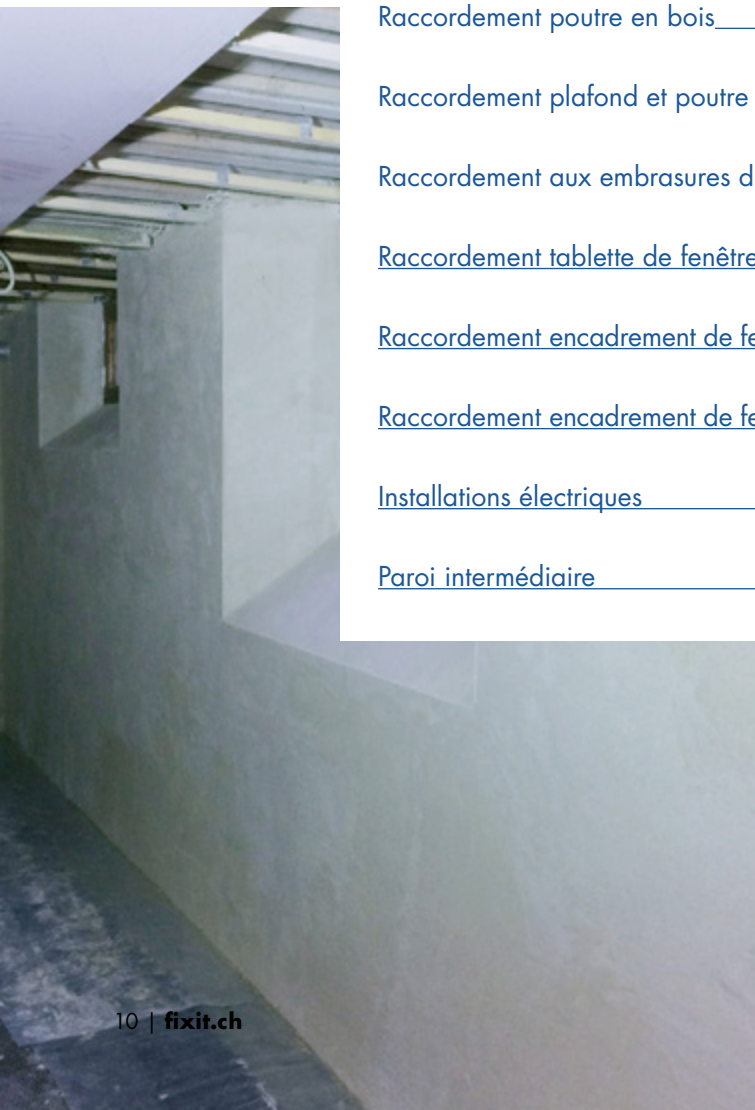 Raccordement poutre en bois
Raccordement plafond et poutre
Raccordement aux embrasures d
Raccordement tablette de fenêtre
Raccordement encadrement de fe
Raccordement encadrement de fe
Installations électriques
Paroi intermédiaire
10 | fixit.ch